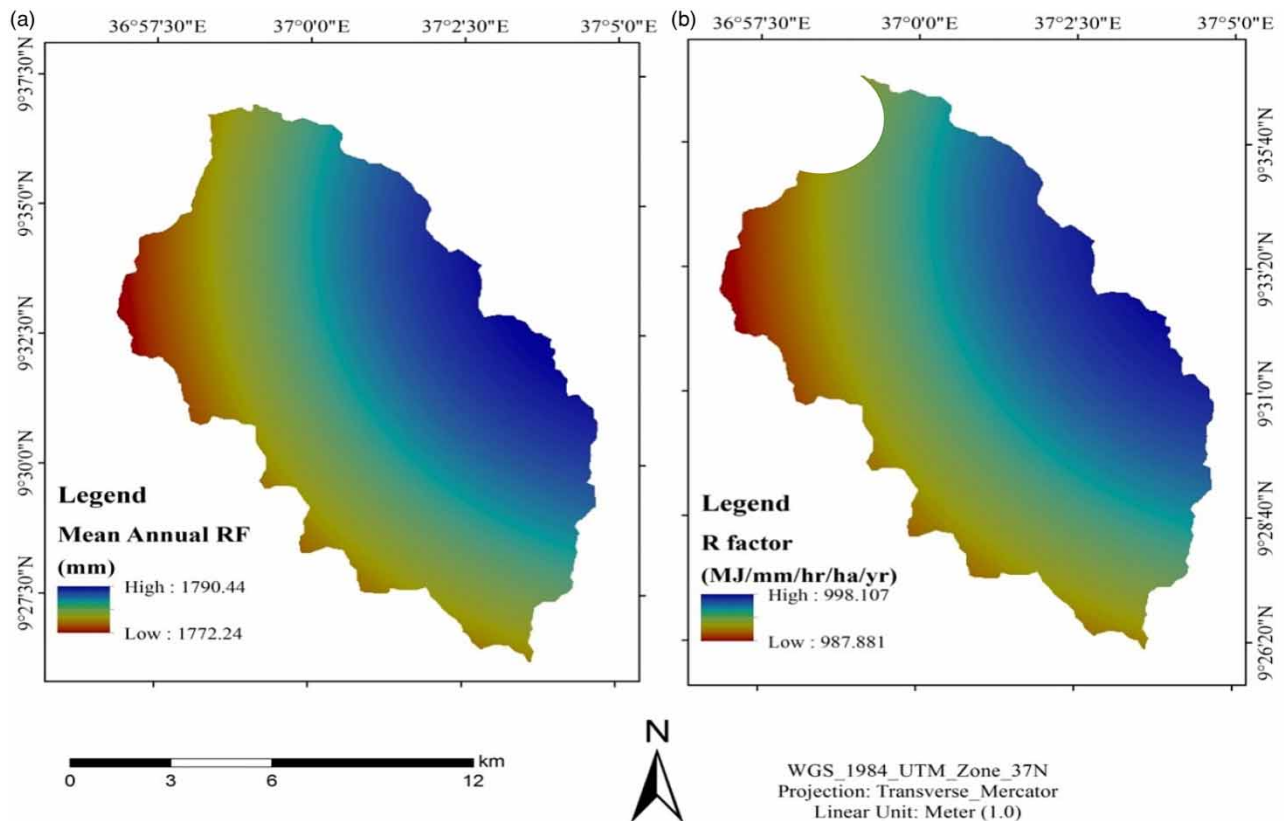 (a)
36°57'30"E 37°0'0"E 37°2'30"E 37°5'0"E
9°37'30"N
9°35'0"N
9°32'30"N
9°30'0"N
9°27'30"N
Legend
Mean Annual RF
(mm)
High : 1790.44
Low : 1772.24
(b)
36°57'30"E 37°0'0"E 37°2'30"E 37°5'0"E
9°35'40"N
9°33'20"N
9°31'0"N
9°28'40"N
9°26'20"N
Legend
R factor
(MJ/mm/hr/ha/yr)
High : 998.107
Low : 987.881
km
0 3 6 12
N
WGS_1984_UTM_Zone_37N
Projection: Transverse_Mercator
Linear Unit: Meter (1.0)